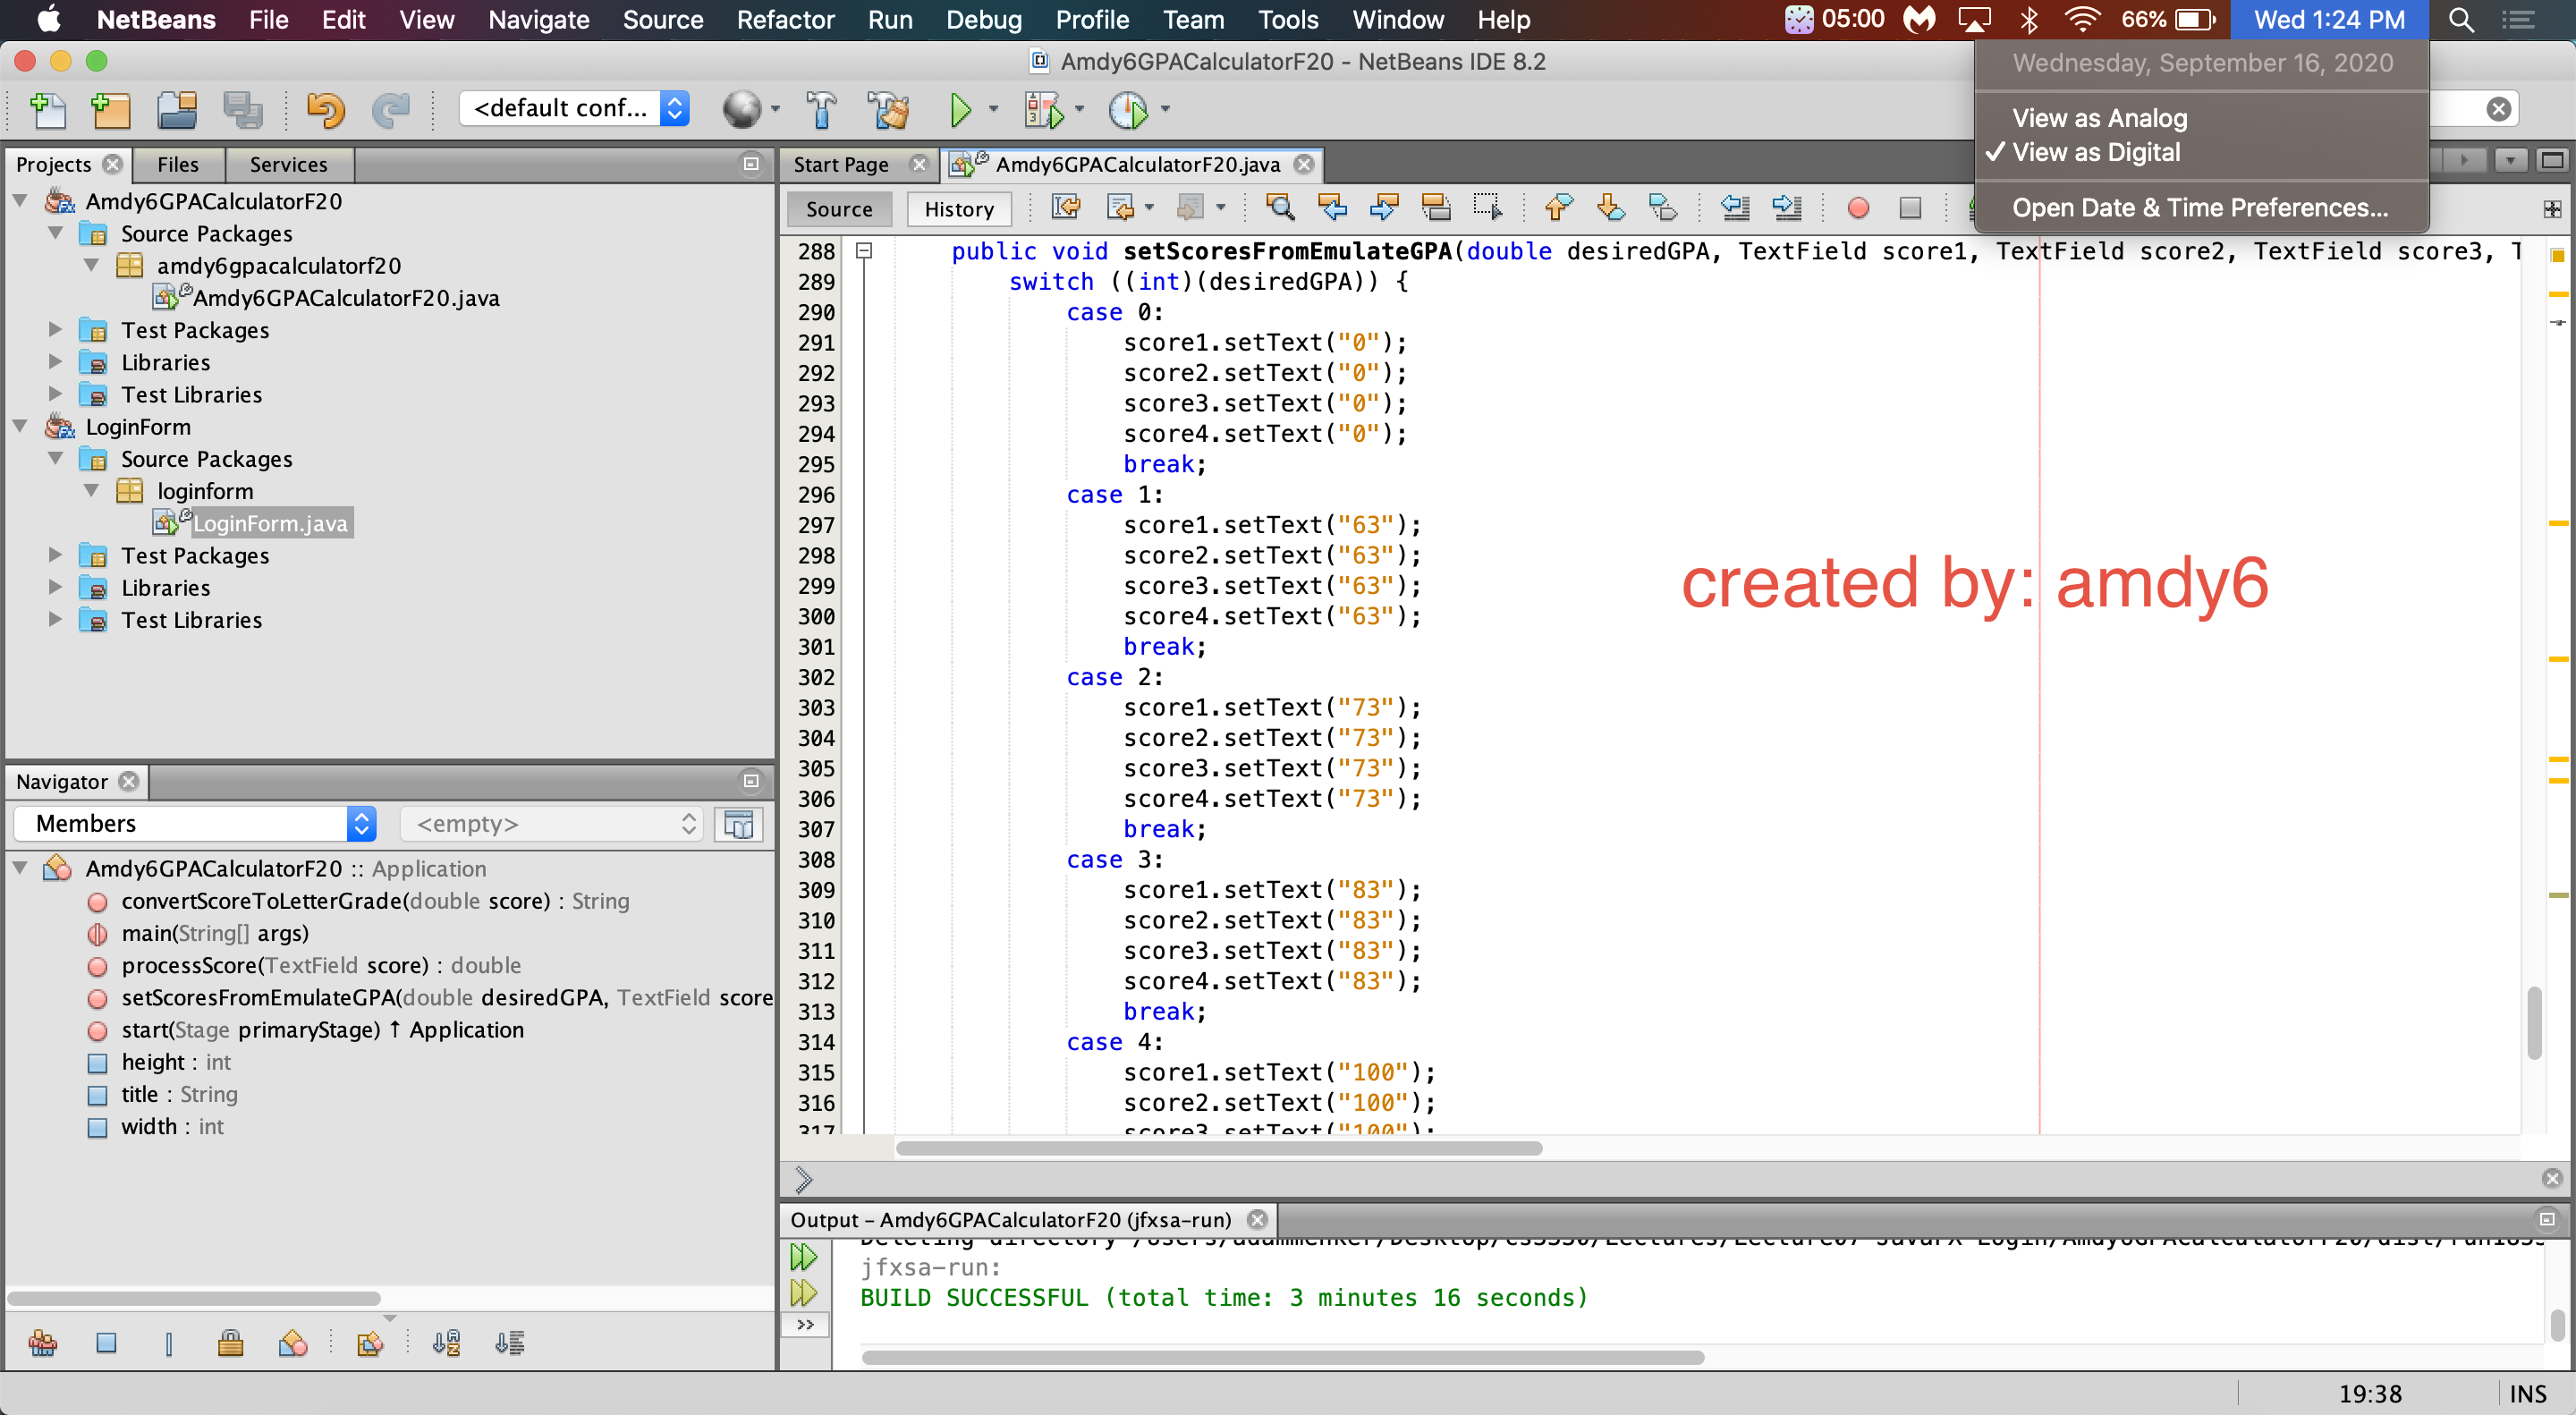 NetBeans File Edit View Navigate Source Refactor Run Debug Profile Team Tools Window Help 05:00 66% Wed 1:24 PM
Amdy6GPACalculatorF20 - NetBeans IDE 8.2
Wednesday, September 16, 2020
View as Analog
✓ View as Digital
Open Date & Time Preferences...
<default conf...
Projects Files Services
Amdy6GPACalculatorF20
Source Packages
amdy6gpacalculatorf20
Amdy6GPACalculatorF20.java
Test Packages
Libraries
Test Libraries
LoginForm
Source Packages
loginform
LoginForm.java
Test Packages
Libraries
Test Libraries
Navigator
Members <empty>
Amdy6GPACalculatorF20 :: Application
convertScoreToLetterGrade(double score) : String
main(String[] args)
processScore(TextField score) : double
setScoresFromEmulateGPA(double desiredGPA, TextField score
start(Stage primaryStage) ↑ Application
height : int
title : String
width : int
Start Page Amdy6GPACalculatorF20.java
Source History
288 public void setScoresFromEmulateGPA(double desiredGPA, TextField score1, TextField score2, TextField score3, T
289 switch ((int)(desiredGPA)) {
290 case 0:
291 score1.setText("0");
292 score2.setText("0");
293 score3.setText("0");
294 score4.setText("0");
295 break;
296 case 1:
297 score1.setText("63");
298 score2.setText("63");
299 score3.setText("63");
300 score4.setText("63");
301 break;
302 case 2:
303 score1.setText("73");
304 score2.setText("73");
305 score3.setText("73");
306 score4.setText("73");
307 break;
308 case 3:
309 score1.setText("83");
310 score2.setText("83");
311 score3.setText("83");
312 score4.setText("83");
313 break;
314 case 4:
315 score1.setText("100");
316 score2.setText("100");
317 score3.setText("100");
created by: amdy6
Output - Amdy6GPACalculatorF20 (jfxsa-run)
Deleting directory /Users/adammenker/Desktop/cs3330/Lectures/Lecture07
jfxsa-run:
BUILD SUCCESSFUL (total time: 3 minutes 16 seconds)
19:38 INS